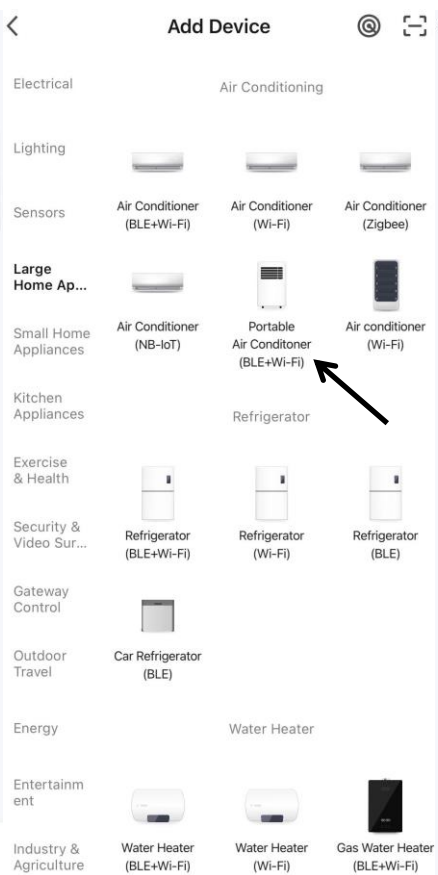 Add Device
Electrical
Lighting
Sensors
Large
Home Ap...
Small Home
Appliances
Kitchen
Appliances
Exercise
& Health
Security &
Video Sur...
Gateway
Control
Outdoor
Travel
Energy
Entertainm
ent
Industry &
Agriculture
Air Conditioning
Air Conditioner
(BLE+Wi-Fi)
Air Conditioner
(Wi-Fi)
Air Conditioner
(Zigbee)
Air Conditioner
(NB-IoT)
Portable
Air Conditoner
(BLE+Wi-Fi)
Air conditioner
(Wi-Fi)
Refrigerator
Refrigerator
(BLE+Wi-Fi)
Refrigerator
(Wi-Fi)
Refrigerator
(BLE)
Car Refrigerator
(BLE)
Water Heater
Water Heater
(BLE+Wi-Fi)
Water Heater
(Wi-Fi)
Gas Water Heater
(BLE+Wi-Fi)